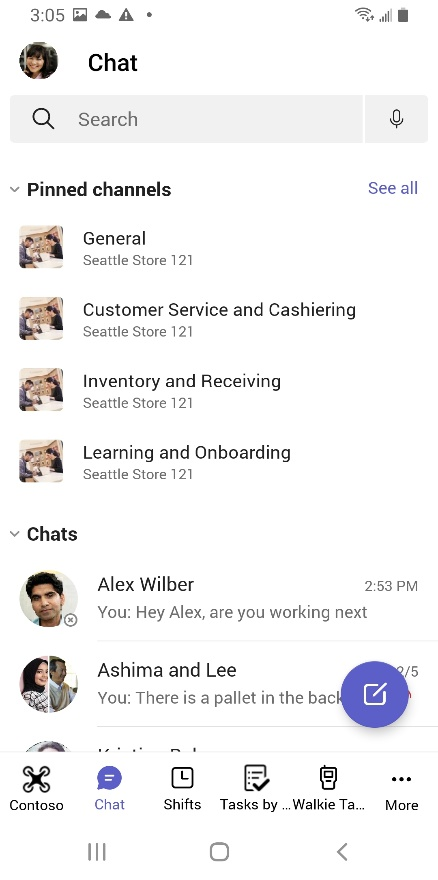 3:05
Chat
Search
Pinned channels
See all
General
Seattle Store 121
Customer Service and Cashiering
Seattle Store 121
Inventory and Receiving
Seattle Store 121
Learning and Onboarding
Seattle Store 121
Chats
Alex Wilber
2:53 PM
You: Hey Alex, are you working next
Ashima and Lee
2/5
You: There is a pallet in the back
Contoso
Chat
Shifts
Tasks by ...
Walkie Ta...
More